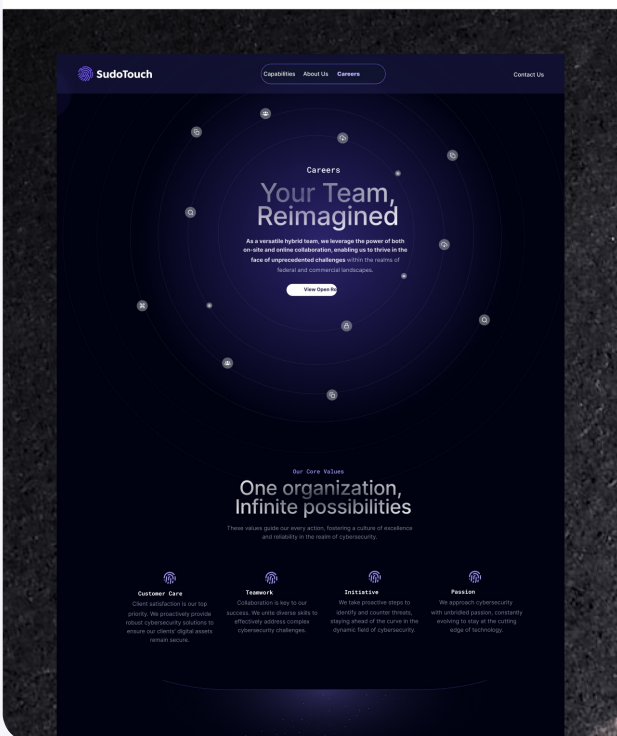 SudoTouch
Capabilities About Us Careers
Contact Us
Careers
Your Team,
Reimagined
As a versatile hybrid team, we leverage the power of both
on-site and online collaboration, enabling us to thrive in the
face of unprecedented challenges within the realms of
federal and commercial landscapes.
View Open Ro
Our Core Values
One organization,
Infinite possibilities
These values guide our every action, fostering a culture of excellence
and reliability in the realm of cybersecurity.
Customer Care
Client satisfaction is our top
priority. We proactively provide
robust cybersecurity solutions to
ensure our clients' digital assets
remain secure.
Teamwork
Collaboration is key to our
success. We unite diverse skills to
effectively address complex
cybersecurity challenges.
Initiative
We take proactive steps to
identify and counter threats,
staying ahead of the curve in the
dynamic field of cybersecurity.
Passion
We approach cybersecurity
with unbridled passion, constantly
evolving to stay at the cutting
edge of technology.